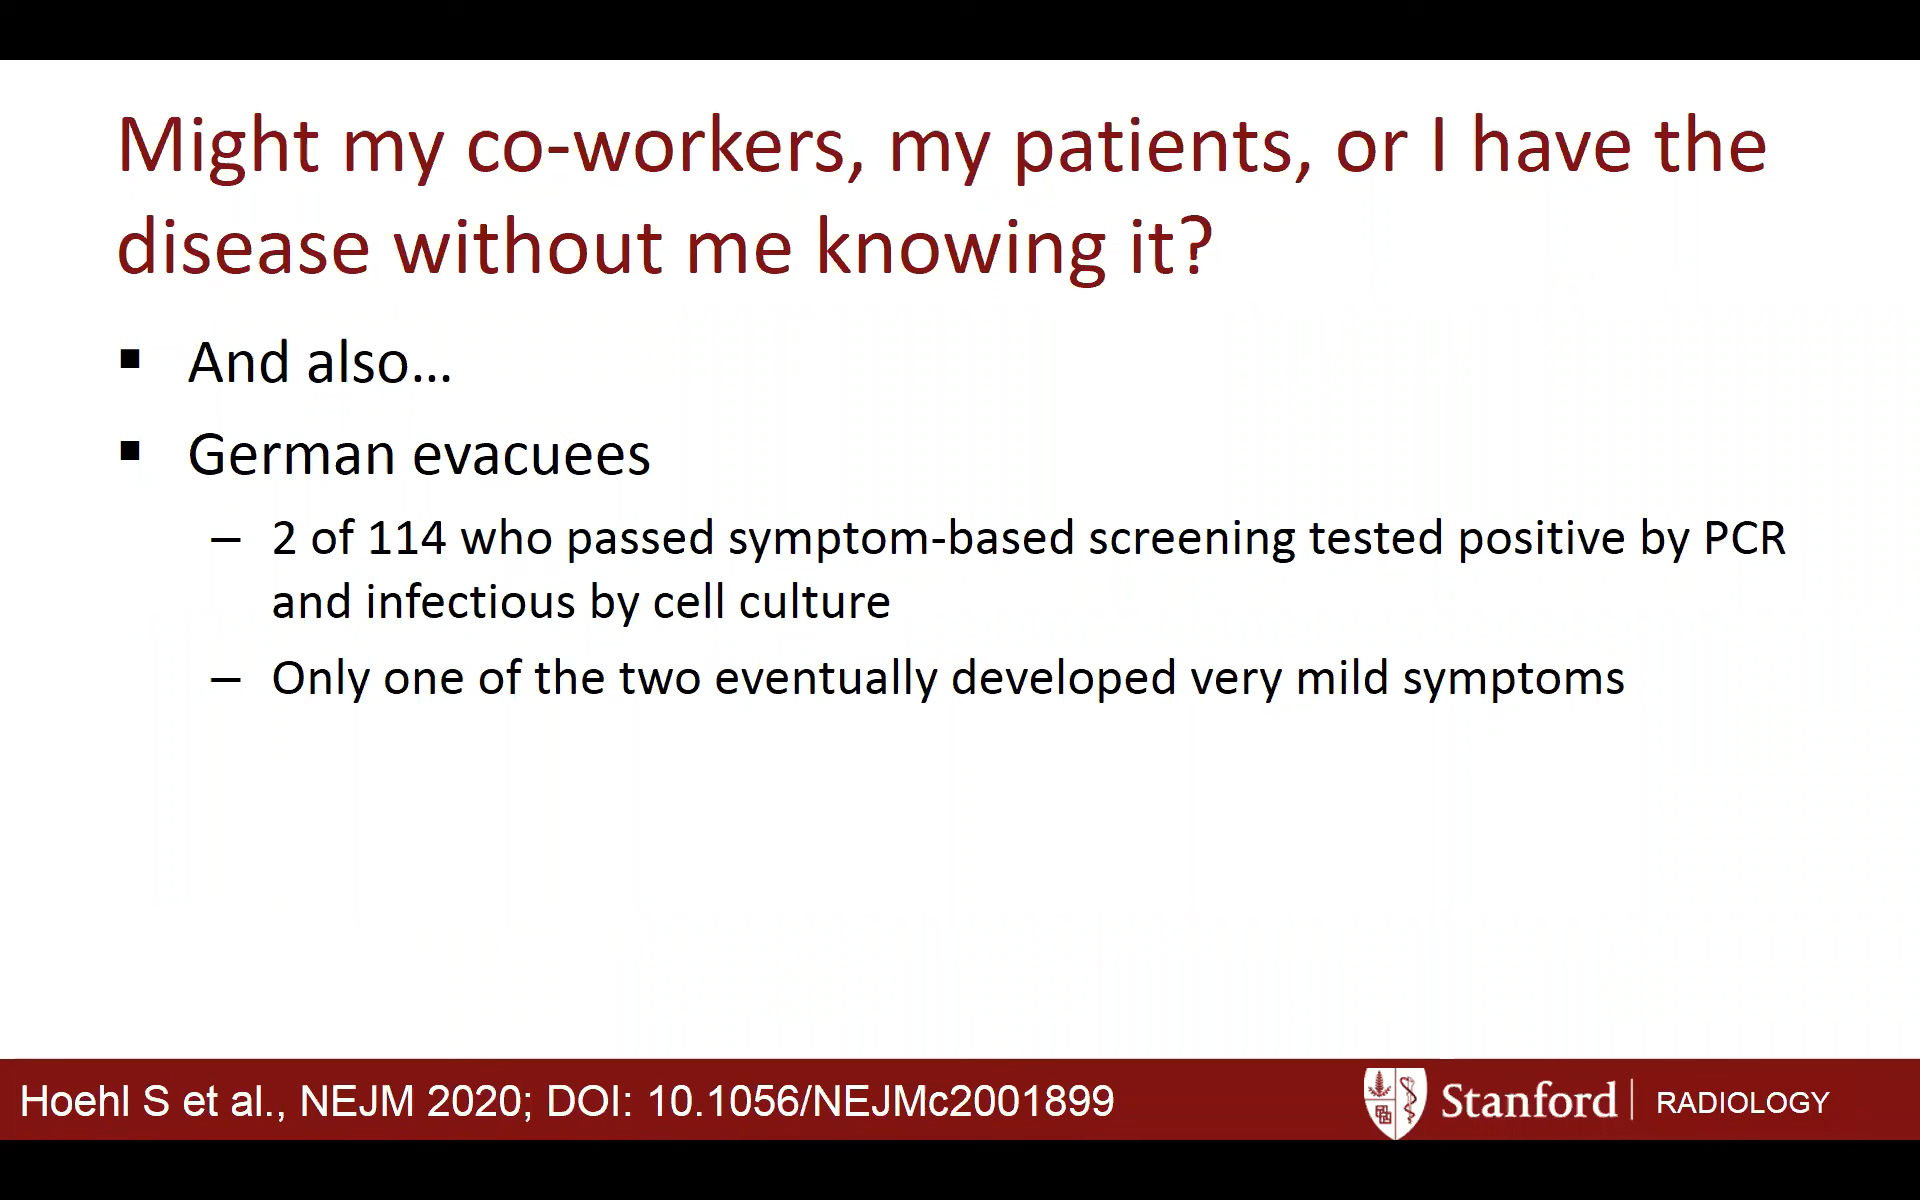 Might my co-workers, my patients, or I have the
disease without me knowing it?
▪ And also...
▪ German evacuees
– 2 of 114 who passed symptom-based screening tested positive by PCR
and infectious by cell culture
– Only one of the two eventually developed very mild symptoms
Hoehl S et al., NEJM 2020; DOI: 10.1056/NEJMc2001899
Stanford | RADIOLOGY